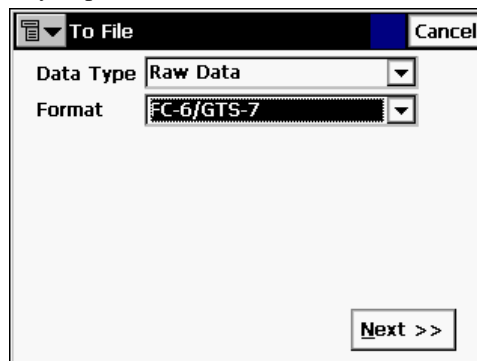 To File Cancel
Data Type Raw Data
Format FC-6/GTS-7
Next >>